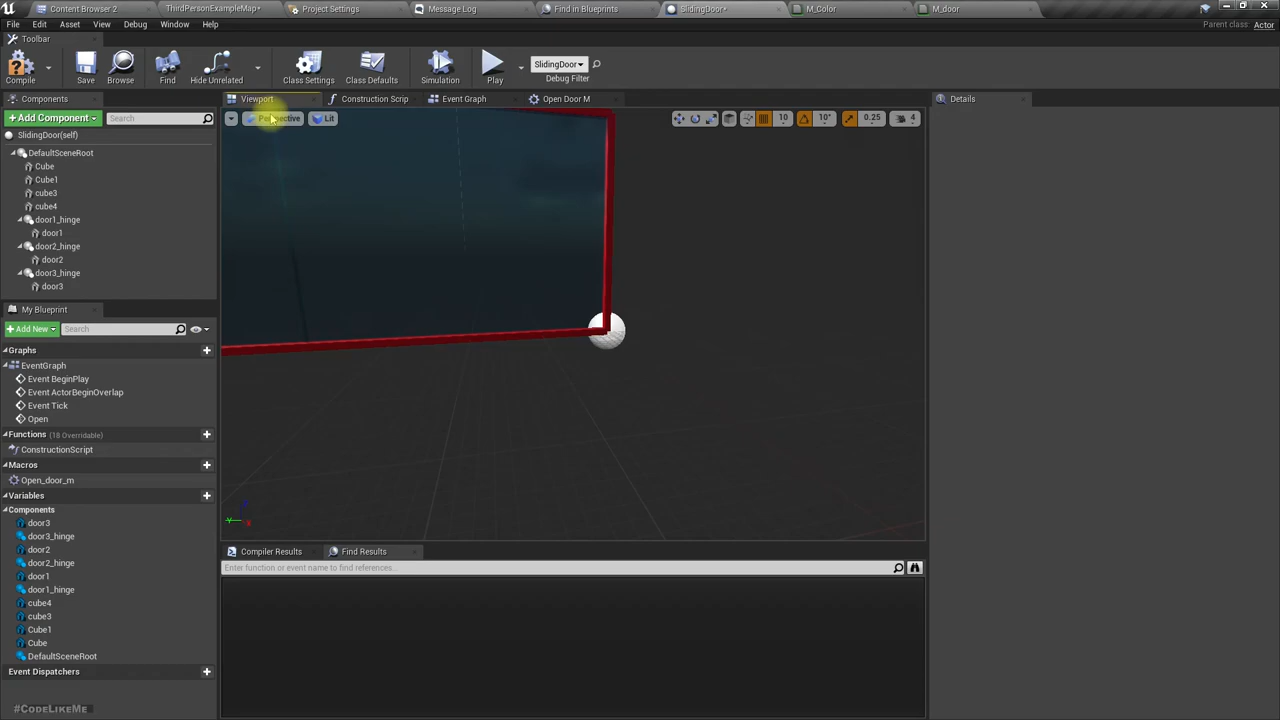 Content Browser 2
ThirdPersonExampleMap*
Project Settings
Message Log
Find in Blueprints
SlidingDoor*
M_Color
M_door
File
Edit
Asset
View
Debug
Window
Help
Parent class: Actor
Toolbar
Compile
Save
Browse
Find
Hide Unrelated
Class Settings
Class Defaults
Simulation
Play
SlidingDoor
Debug Filter
Components
Viewport
Construction Scrip
Event Graph
Open Door M
Details
+Add Component
Search
Perspective
Lit
10
10°
0.25
4
SlidingDoor(self)
DefaultSceneRoot
Cube
Cube1
cube3
cube4
door1_hinge
door1
door2_hinge
door2
door3_hinge
door3
My Blueprint
+Add New
Search
Graphs
EventGraph
Event BeginPlay
Event ActorBeginOverlap
Event Tick
Open
Functions (18 Overridable)
ConstructionScript
Macros
Open_door_m
Variables
Components
door3
door3_hinge
door2
door2_hinge
door1
door1_hinge
cube4
cube3
Cube1
Cube
DefaultSceneRoot
Event Dispatchers
Compiler Results
Find Results
Enter function or event name to find references...
#CodeLikeMe